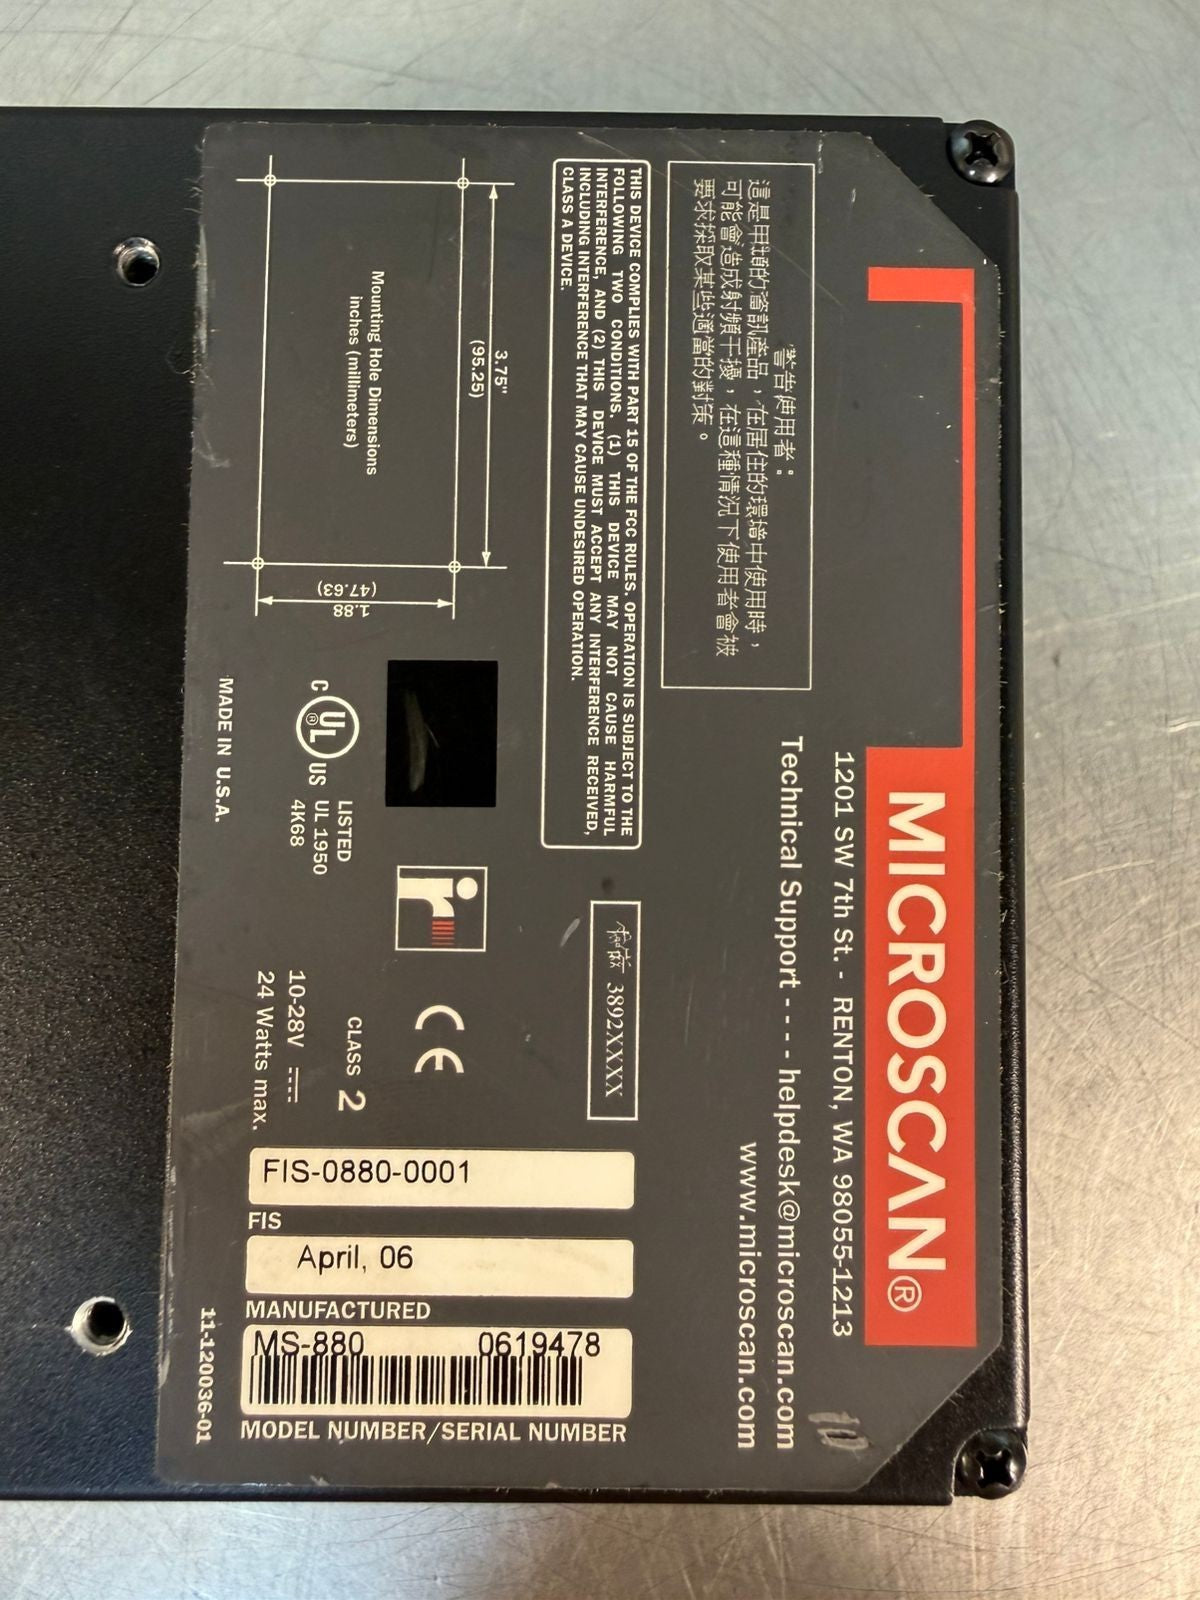 MICROSCAN®
1201 SW 7th St. - RENTON, WA 98055-1213
Technical Support - - - - helpdesk@microscan.com
www.microscan.com
警告使用者：
這是甲類的資訊產品，在居住的環境中使用時，
可能會造成射頻干擾，在這種情況下使用者會被
要求採取某些適當的對策。
THIS DEVICE COMPLIES WITH PART 15 OF THE FCC RULES. OPERATION IS SUBJECT TO THE
FOLLOWING TWO CONDITIONS. (1) THIS DEVICE MAY NOT CAUSE HARMFUL
INTERFERENCE, AND (2) THIS DEVICE MUST ACCEPT ANY INTERFERENCE RECEIVED,
INCLUDING INTERFERENCE THAT MAY CAUSE UNDESIRED OPERATION.
CLASS A DEVICE.
3892XXXX
3.75"
(95.25)
Mounting Hole Dimensions
inches (millimeters)
1.88
(47.63)
C UL® US
LISTED
UL 1950
4K68
MADE IN U.S.A.
CE
CLASS 2
10-28V
24 Watts max.
FIS-0880-0001
FIS
April, 06
MANUFACTURED
MS-880 0619478
MODEL NUMBER/SERIAL NUMBER
11-120036-01